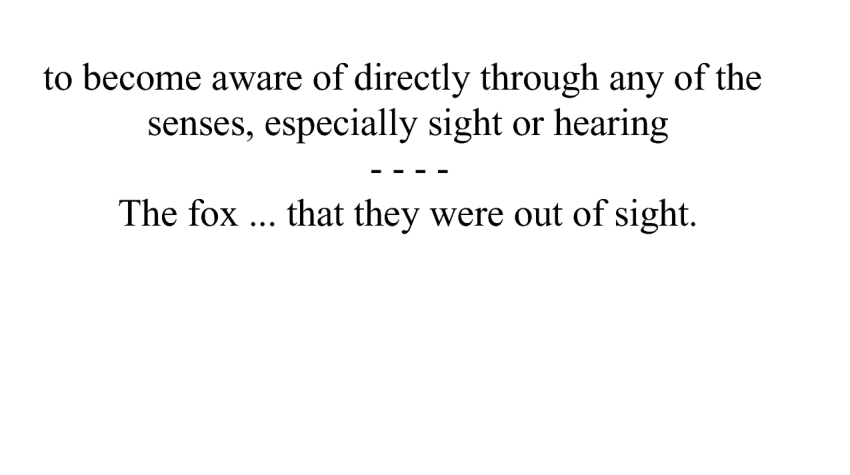 to become aware of directly through any of the
senses, especially sight or hearing
- - - -
The fox ... that they were out of sight.